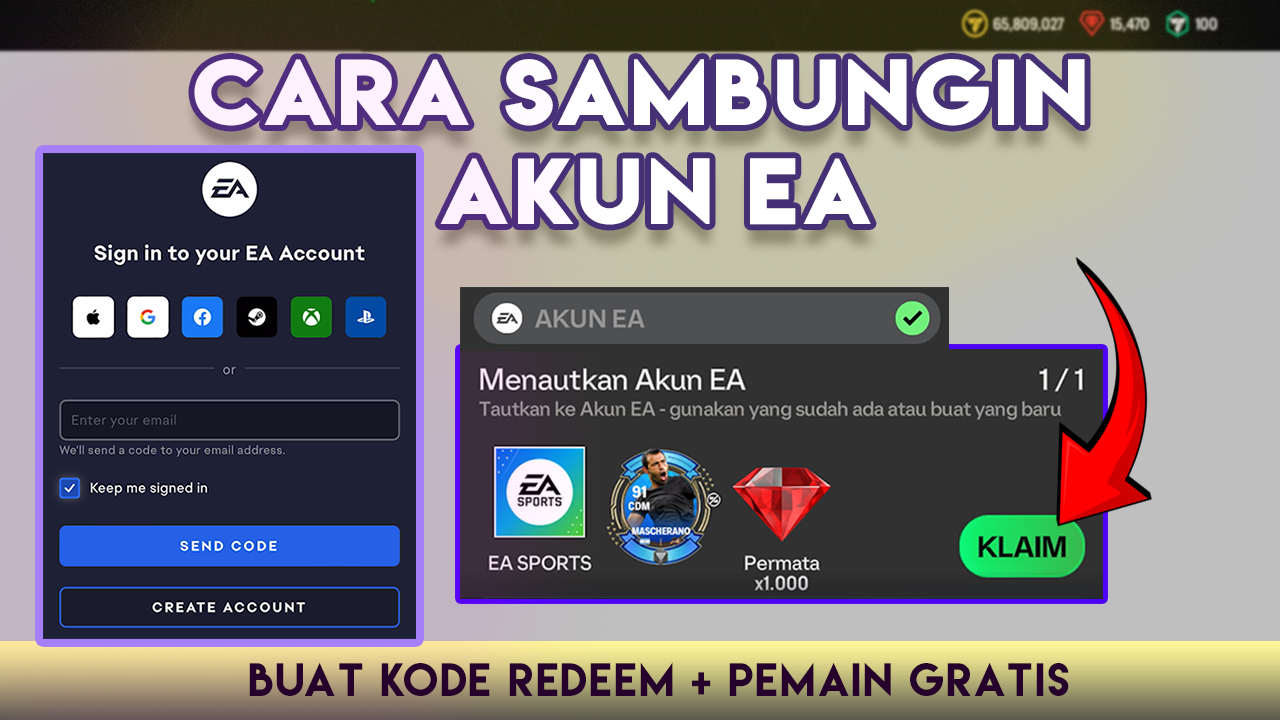 65,809,027 15,470 100
CARA SAMBUNGIN
AKUN EA
EA
Sign in to your EA Account
or
Enter your email
We'll send a code to your email address.
Keep me signed in
SEND CODE
CREATE ACCOUNT
EA AKUN EA
Menautkan Akun EA 1/1
Tautkan ke Akun EA - gunakan yang sudah ada atau buat yang baru
EA
SPORTS
EA SPORTS
91
CDM
MASCHERANO
Permata
x1.000
KLAIM
BUAT KODE REDEEM + PEMAIN GRATIS